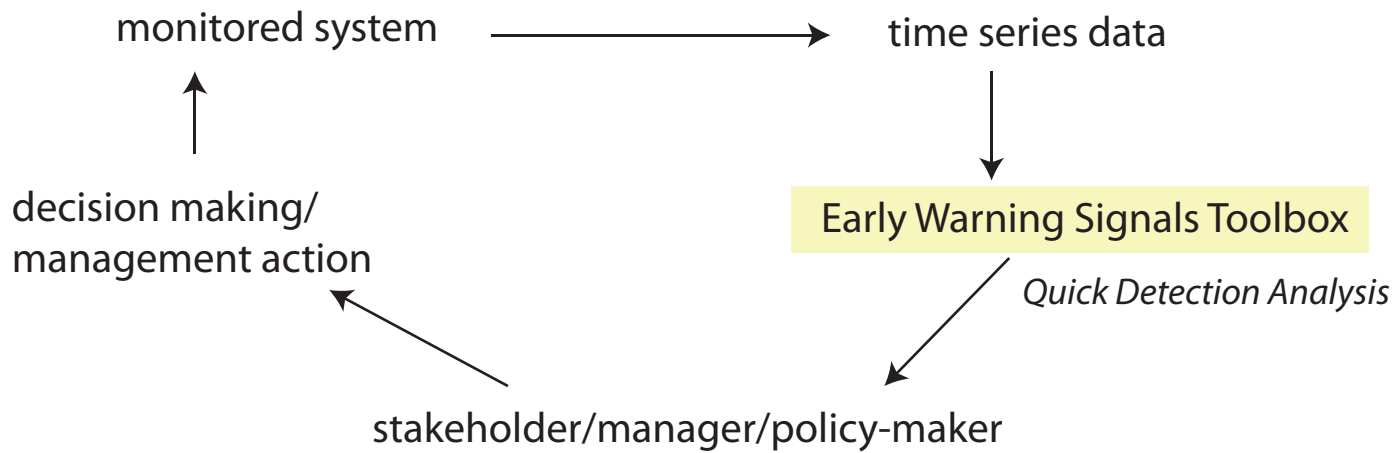 monitored system
time series data
decision making/
management action
Early Warning Signals Toolbox
Quick Detection Analysis
stakeholder/manager/policy-maker